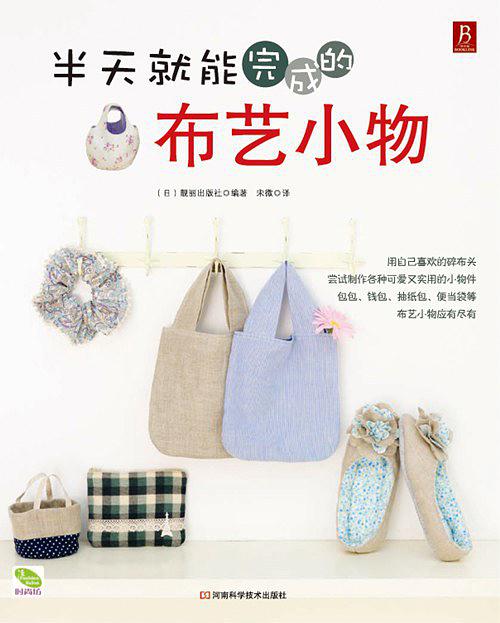 B
BOOKLINE
半天就能完成的
布艺小物
（日）靓丽出版社◎编著 宋微◎译
用自己喜欢的碎布头
尝试制作各种可爱又实用的小物件
包包、钱包、抽纸包、便当袋等
布艺小物应有尽有
Fashion
时尚坊
河南科学技术出版社